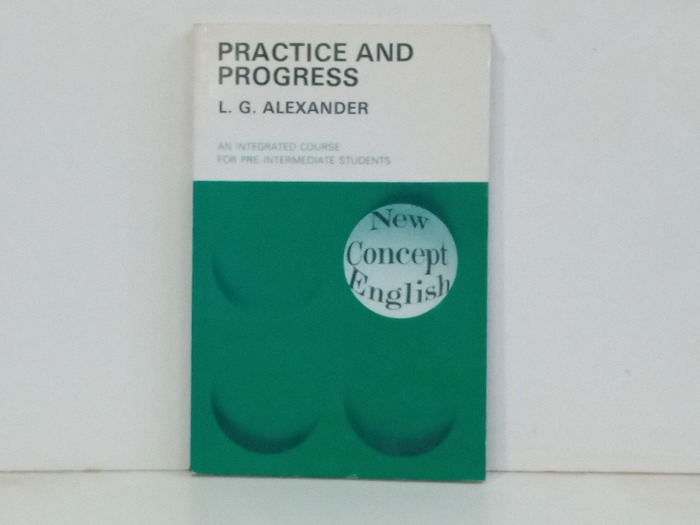 PRACTICE AND
PROGRESS
L. G. ALEXANDER
AN INTEGRATED COURSE
FOR PRE-INTERMEDIATE STUDENTS
New
Concept
English